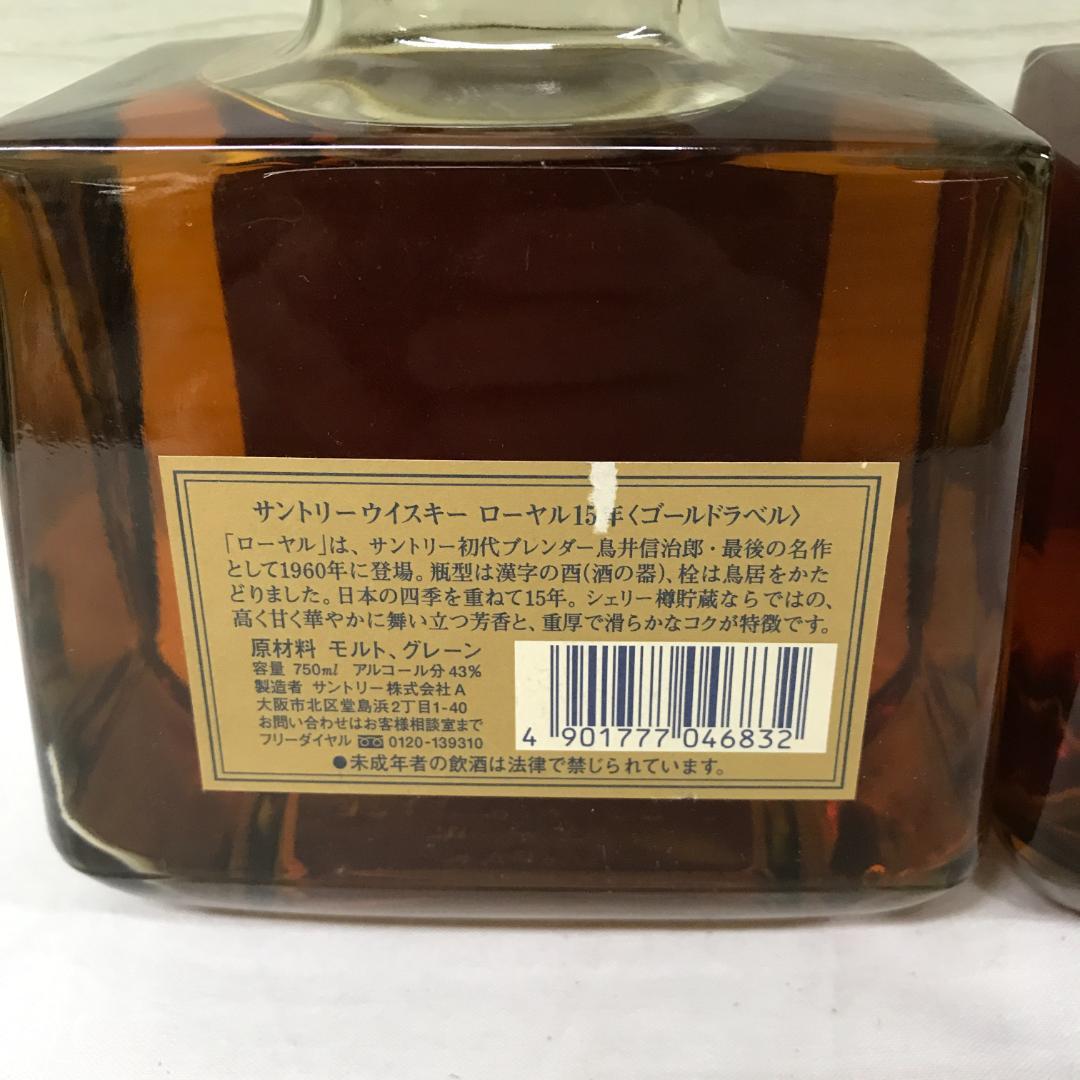 サントリーウイスキー ローヤル15年〈ゴールドラベル〉
「ローヤル」は、サントリー初代ブレンダー鳥井信治郎・最後の名作
として1960年に登場。瓶型は漢字の酉(酒の器)、栓は鳥居をかた
どりました。日本の四季を重ねて15年。シェリー樽貯蔵ならではの、
高く甘く華やかに舞い立つ芳香と、重厚で滑らかなコクが特徴です。
原材料 モルト、グレーン
容量 750ml アルコール分43%
製造者 サントリー株式会社A
大阪市北区堂島浜2丁目1-40
お問い合わせはお客様相談室まで
フリーダイヤル 0120-139310
4 901777 046832
●未成年者の飲酒は法律で禁じられています。